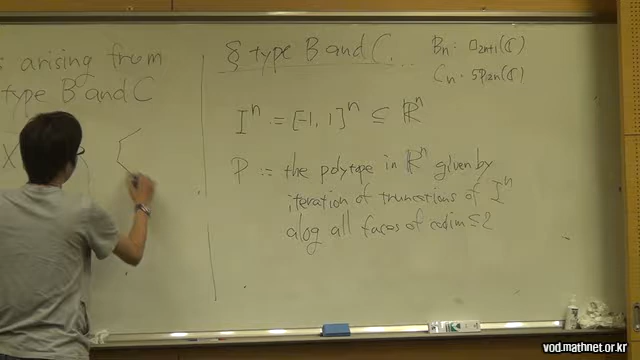 s arising from
type B and C
X
§ type B and C.
Bn : o2n+1(ℂ)
Cn : sp2n(ℂ)
Iⁿ = [-1, 1]ⁿ ⊆ ℝⁿ
P := the polytope in ℝⁿ given by
iteration of truncations of Iⁿ
alog all faces of codim ≤ 2
vod.mathnet.or.kr